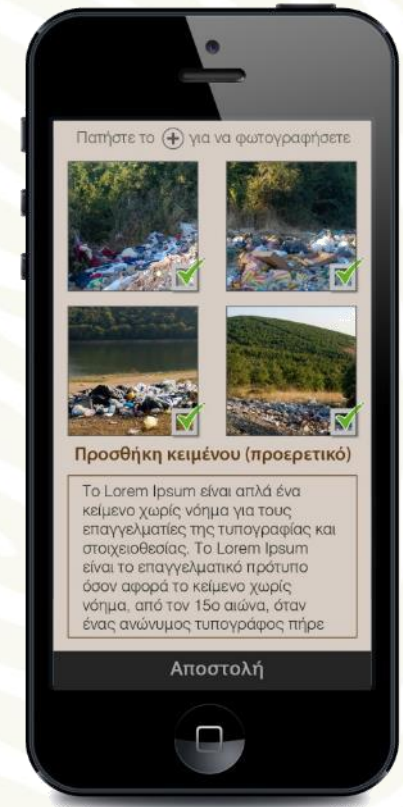 Πατήστε το ⊕ για να φωτογραφήσετε
Προσθήκη κειμένου (προερετικό)
Το Lorem Ipsum είναι απλά ένα
κείμενο χωρίς νόημα για τους
επαγγελματίες της τυπογραφίας και
στοιχειοθεσίας. Το Lorem Ipsum
είναι το επαγγελματικό πρότυπο
όσον αφορά το κείμενο χωρίς
νόημα, από τον 15ο αιώνα, όταν
ένας ανώνυμος τυπογράφος πήρε
Αποστολή